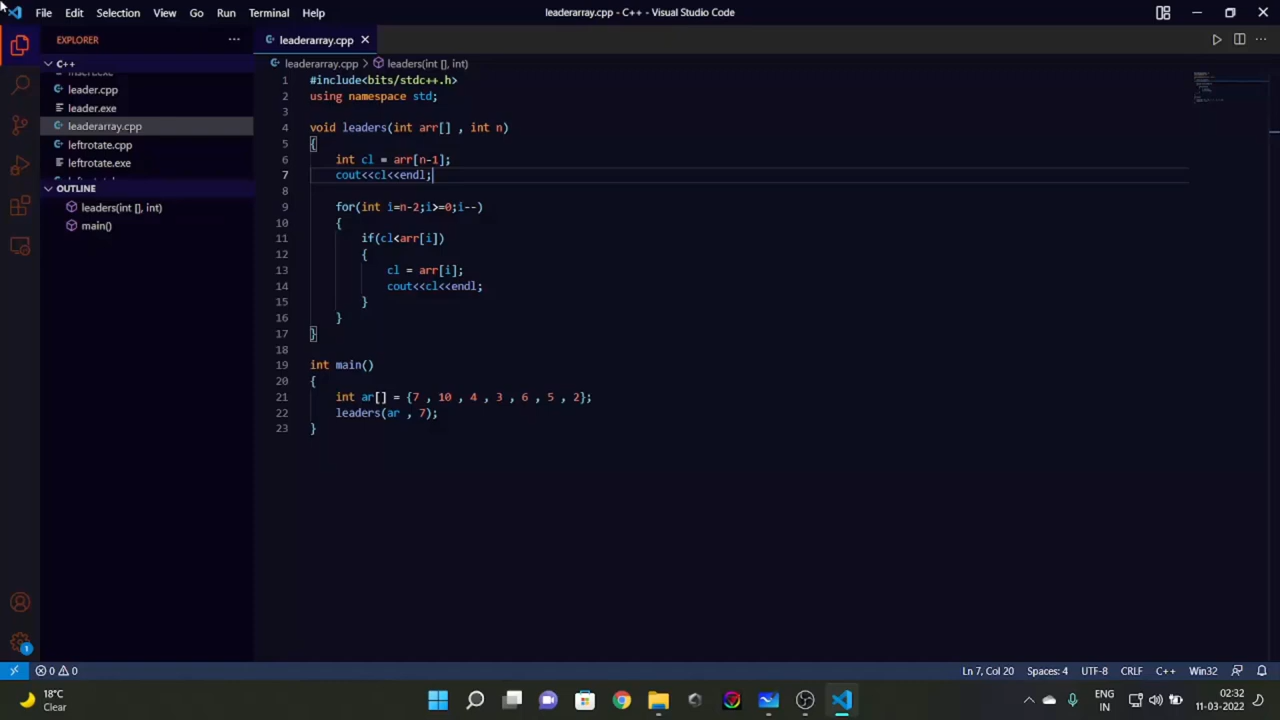 File Edit Selection View Go Run Terminal Help
leaderarray.cpp - C++ - Visual Studio Code
EXPLORER
C++
leader.cpp
leader.exe
leaderarray.cpp
leftrotate.cpp
leftrotate.exe
OUTLINE
leaders(int [], int)
main()
leaderarray.cpp
leaderarray.cpp > leaders(int [], int)
1 #include<bits/stdc++.h>
2 using namespace std;
3
4 void leaders(int arr[] , int n)
5 {
6 int cl = arr[n-1];
7 cout<<cl<<endl;
8
9 for(int i=n-2;i>=0;i--)
10 {
11 if(cl<arr[i])
12 {
13 cl = arr[i];
14 cout<<cl<<endl;
15 }
16 }
17 }
18
19 int main()
20 {
21 int ar[] = {7 , 10 , 4 , 3 , 6 , 5 , 2};
22 leaders(ar , 7);
23 }
1
0 0
Ln 7, Col 20 Spaces: 4 UTF-8 CRLF C++ Win32
18°C
Clear
ENG
IN
02:32
11-03-2022